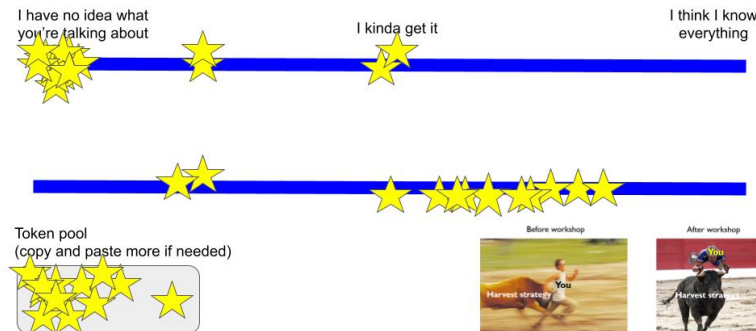 I have no idea what
you're talking about
I kinda get it
I think I know
everything
Token pool
(copy and paste more if needed)
Before workshop
After workshop
You
Harvest strategy
You
Harvest strategy